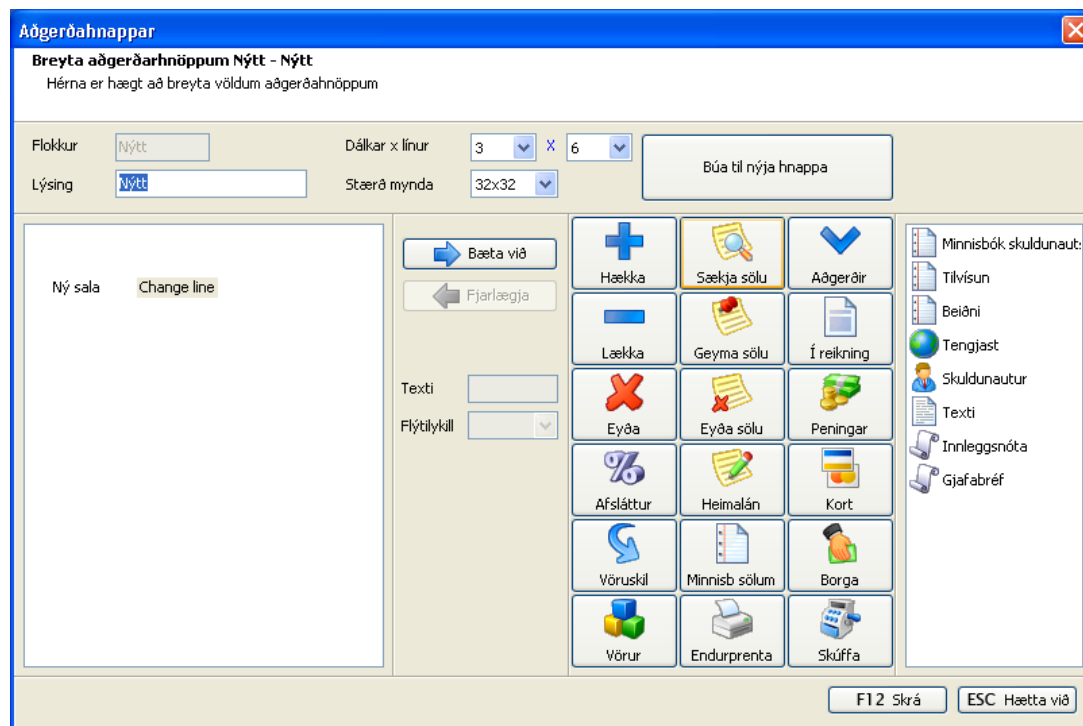 Aðgerðahnappar
Breyta aðgerðarhnöppum Nýtt - Nýtt
Hérna er hægt að breyta völdum aðgerðahnöppum
Flokkur Nýtt Dálkar x línur 3 X 6
Búa til nýja hnappa
Lýsing Nýtt Stærð mynda 32x32
Ný sala Change line
Bæta við
Fjarlægja
Texti
Flýtilykill
Hækka Sækja sölu Aðgerðir
Lækka Geyma sölu Í reikning
Eyða Eyða sölu Peningar
Afsláttur Heimalán Kort
Vöruskil Minnisb sölum Borga
Vörur Endurprenta Skúffa
Minnisbók skuldunaut
Tilvísun
Beiðni
Tengjast
Skuldunautur
Texti
Innleggsnóta
Gjafabréf
F12 Skrá ESC Hætta við